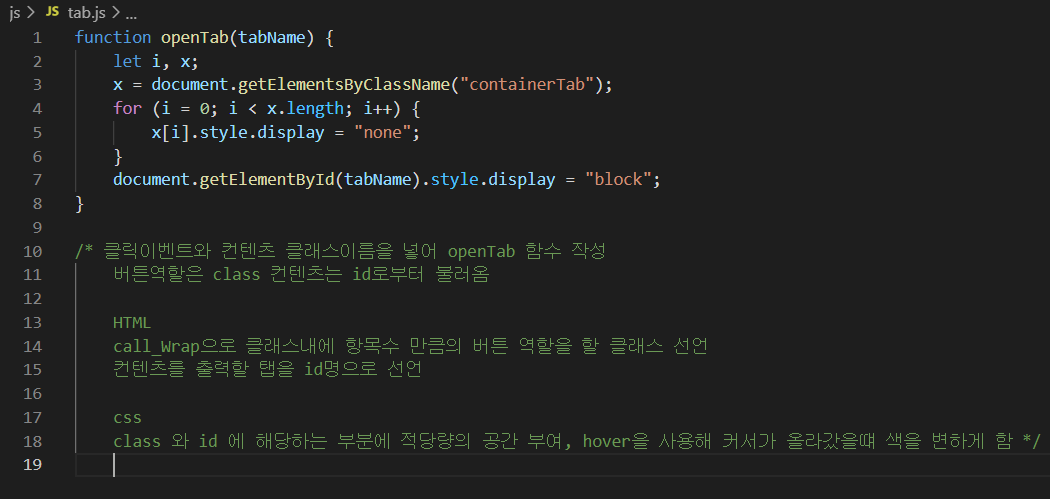 js > JS tab.js > ...
1 function openTab(tabName) {
2 let i, x;
3 x = document.getElementsByClassName("containerTab");
4 for (i = 0; i < x.length; i++) {
5 x[i].style.display = "none";
6 }
7 document.getElementById(tabName).style.display = "block";
8 }
9
10 /* 클릭이벤트와 컨텐츠 클래스이름을 넣어 openTab 함수 작성
11 버튼역할은 class 컨텐츠는 id로부터 불러옴
12
13 HTML
14 call_Wrap으로 클래스내에 항목수 만큼의 버튼 역할을 할 클래스 선언
15 컨텐츠를 출력할 탭을 id명으로 선언
16
17 css
18 class 와 id 에 해당하는 부분에 적당량의 공간 부여, hover을 사용해 커서가 올라갔을떄 색을 변하게 함 */
19